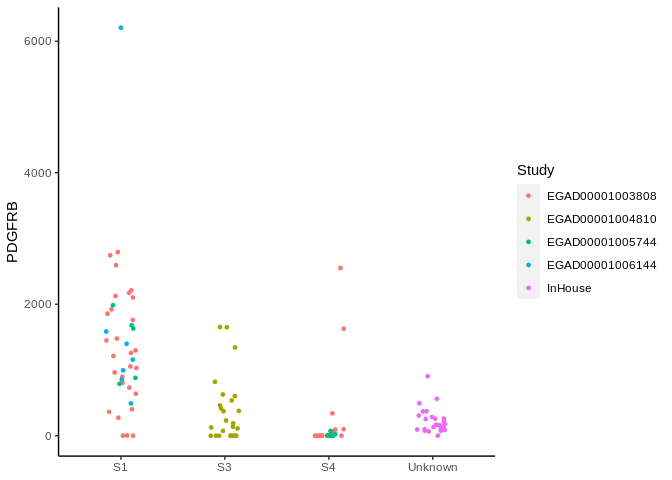 6000
4000
2000
0
PDGFRB
S1
S3
S4
Unknown
Study
EGAD00001003808
EGAD00001004810
EGAD00001005744
EGAD00001006144
InHouse